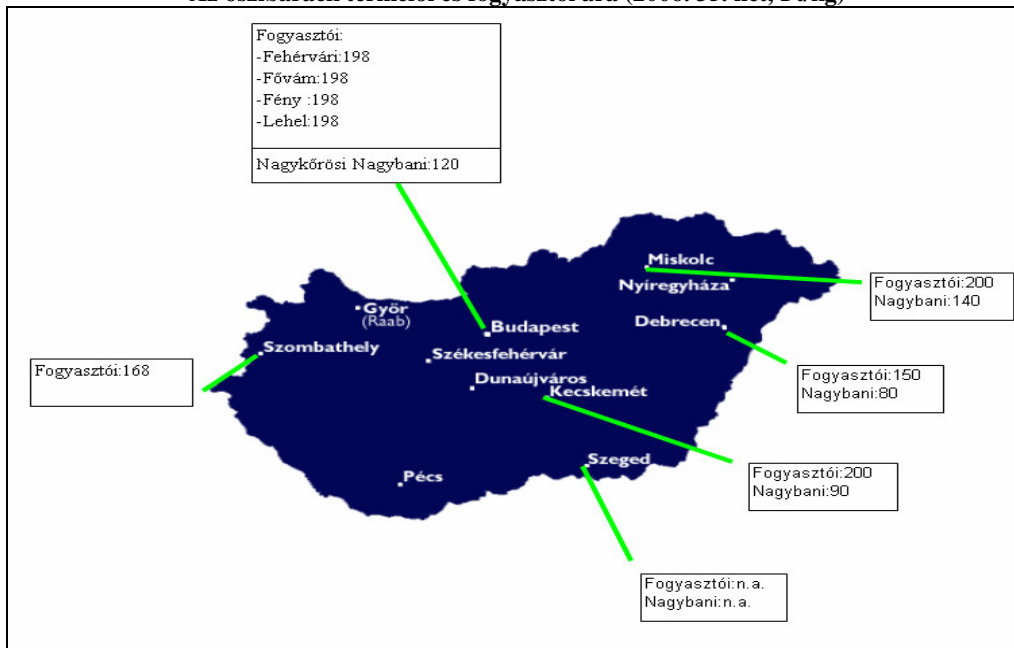 Fogyasztói:
-Fehérvári:198
-Fővám:198
-Fény :198
-Lehel:198
Nagykőrösi Nagybani:120
Miskolc
Nyíregyháza
Fogyasztói:200
Nagybani:140
Györ
(Raab)
Budapest
Debrecen
Szombathely
Székesfehérvár
Fogyasztói:168
Dunaújváros
Kecskemét
Fogyasztói:150
Nagybani:80
Pécs
Szeged
Fogyasztói:200
Nagybani:90
Fogyasztói:n.a.
Nagybani:n.a.